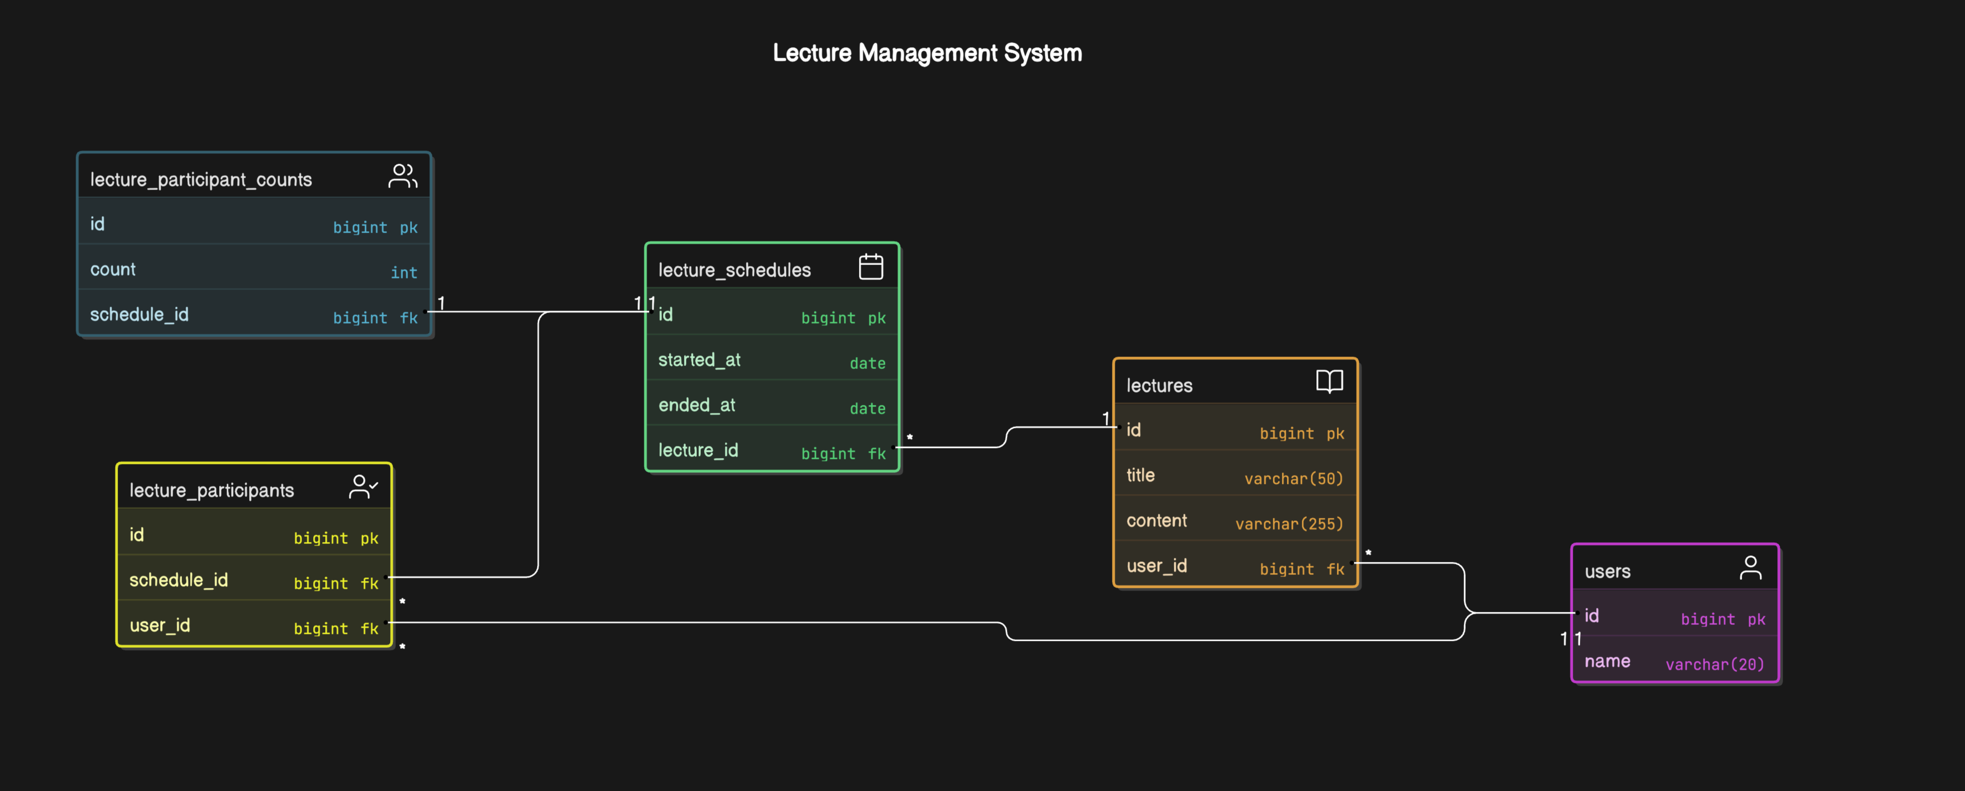 Lecture Management System
lecture_participant_counts
id bigint pk
count int
schedule_id bigint fk
1
1 1
lecture_schedules
id bigint pk
started_at date
ended_at date
lecture_id bigint fk
*
1
lectures
id bigint pk
title varchar(50)
content varchar(255)
user_id bigint fk
*
lecture_participants
id bigint pk
schedule_id bigint fk
*
user_id bigint fk
*
users
id bigint pk
1 1
name varchar(20)